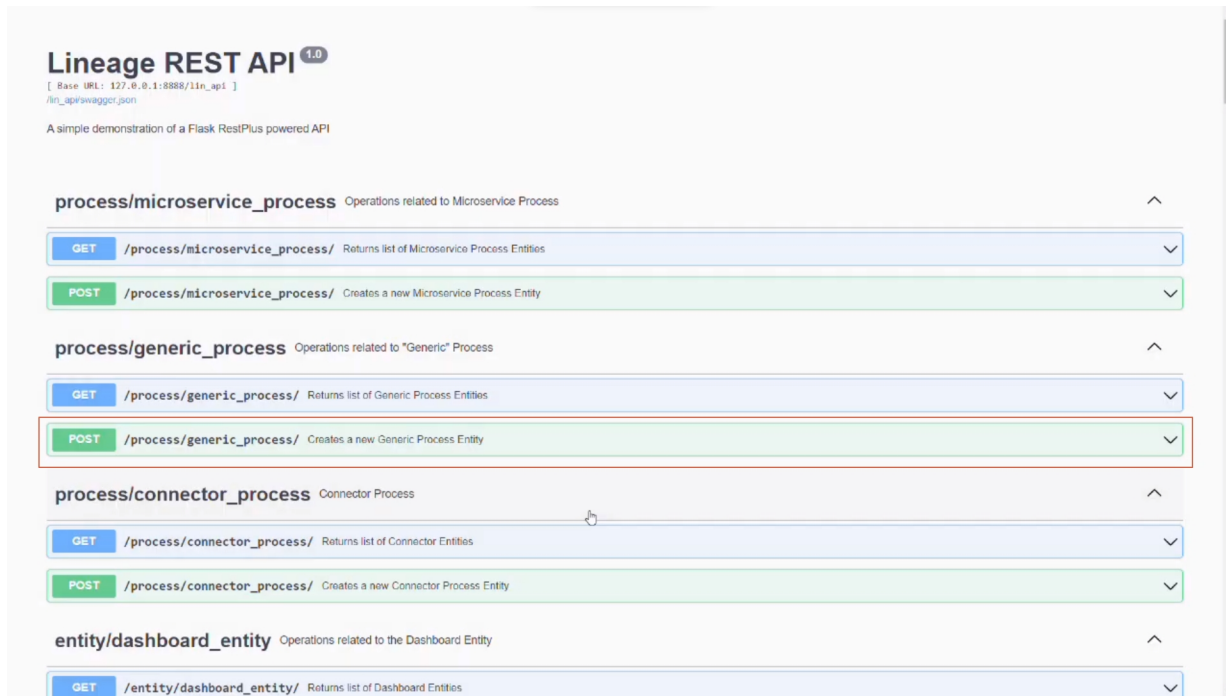 Lineage REST API 1.0
[ Base URL: 127.0.0.1:8888/lin_api ]
/lin_api/swagger.json
A simple demonstration of a Flask RestPlus powered API
process/microservice_process Operations related to Microservice Process
GET /process/microservice_process/ Returns list of Microservice Process Entities
POST /process/microservice_process/ Creates a new Microservice Process Entity
process/generic_process Operations related to "Generic" Process
GET /process/generic_process/ Returns list of Generic Process Entities
POST /process/generic_process/ Creates a new Generic Process Entity
process/connector_process Connector Process
GET /process/connector_process/ Returns list of Connector Entities
POST /process/connector_process/ Creates a new Connector Process Entity
entity/dashboard_entity Operations related to the Dashboard Entity
GET /entity/dashboard_entity/ Returns list of Dashboard Entities